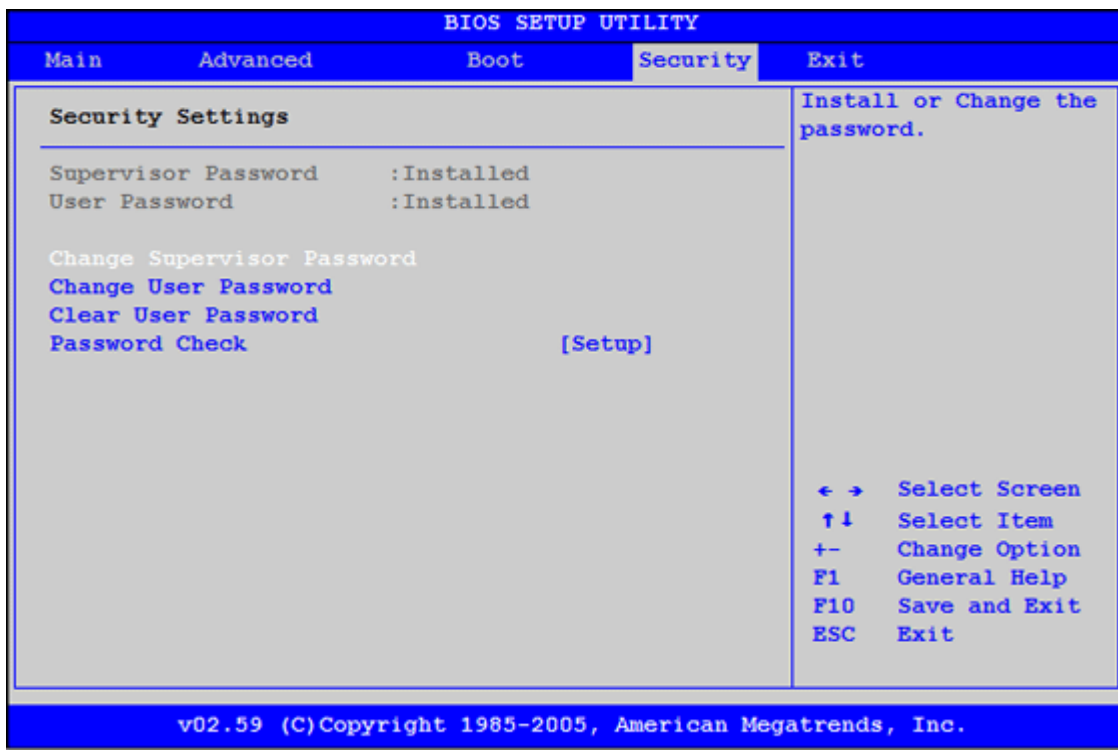 BIOS SETUP UTILITY
Main Advanced Boot Security Exit
Security Settings
Supervisor Password :Installed
User Password :Installed
Change Supervisor Password
Change User Password
Clear User Password
Password Check [Setup]
Install or Change the
password.
← → Select Screen
↑↓ Select Item
+- Change Option
F1 General Help
F10 Save and Exit
ESC Exit
v02.59 (C)Copyright 1985-2005, American Megatrends, Inc.